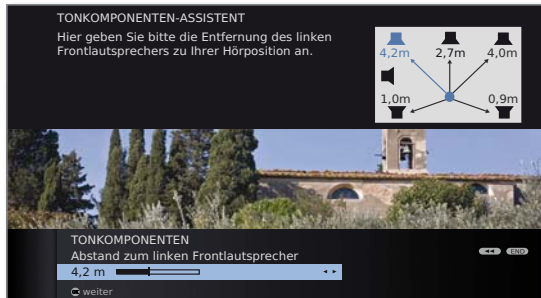 TONKOMPONENTEN-ASSISTENT
Hier geben Sie bitte die Entfernung des linken
Frontlautsprechers zu Ihrer Hörposition an.
4,2m 2,7m 4,0m
1,0m 0,9m
TONKOMPONENTEN
Abstand zum linken Frontlautsprecher
4,2 m
OK weiter
END